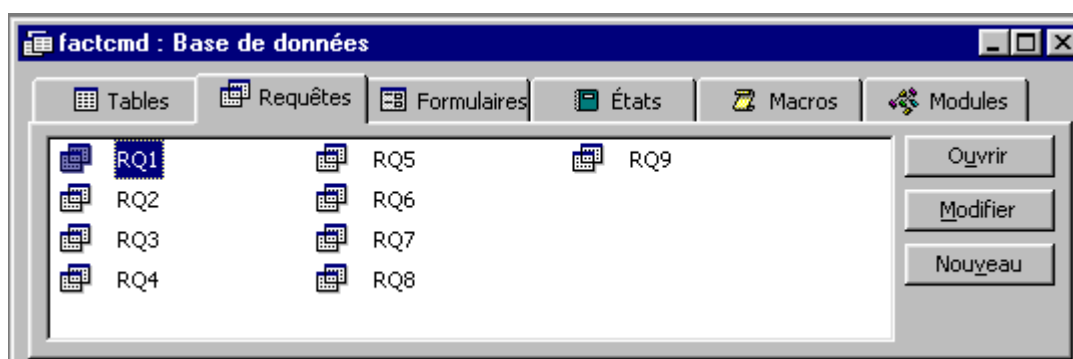 factcmd : Base de données
Tables Requêtes Formulaires États Macros Modules
RQ1 RQ5 RQ9 Ouvrir
RQ2 RQ6 Modifier
RQ3 RQ7 Nouveau
RQ4 RQ8